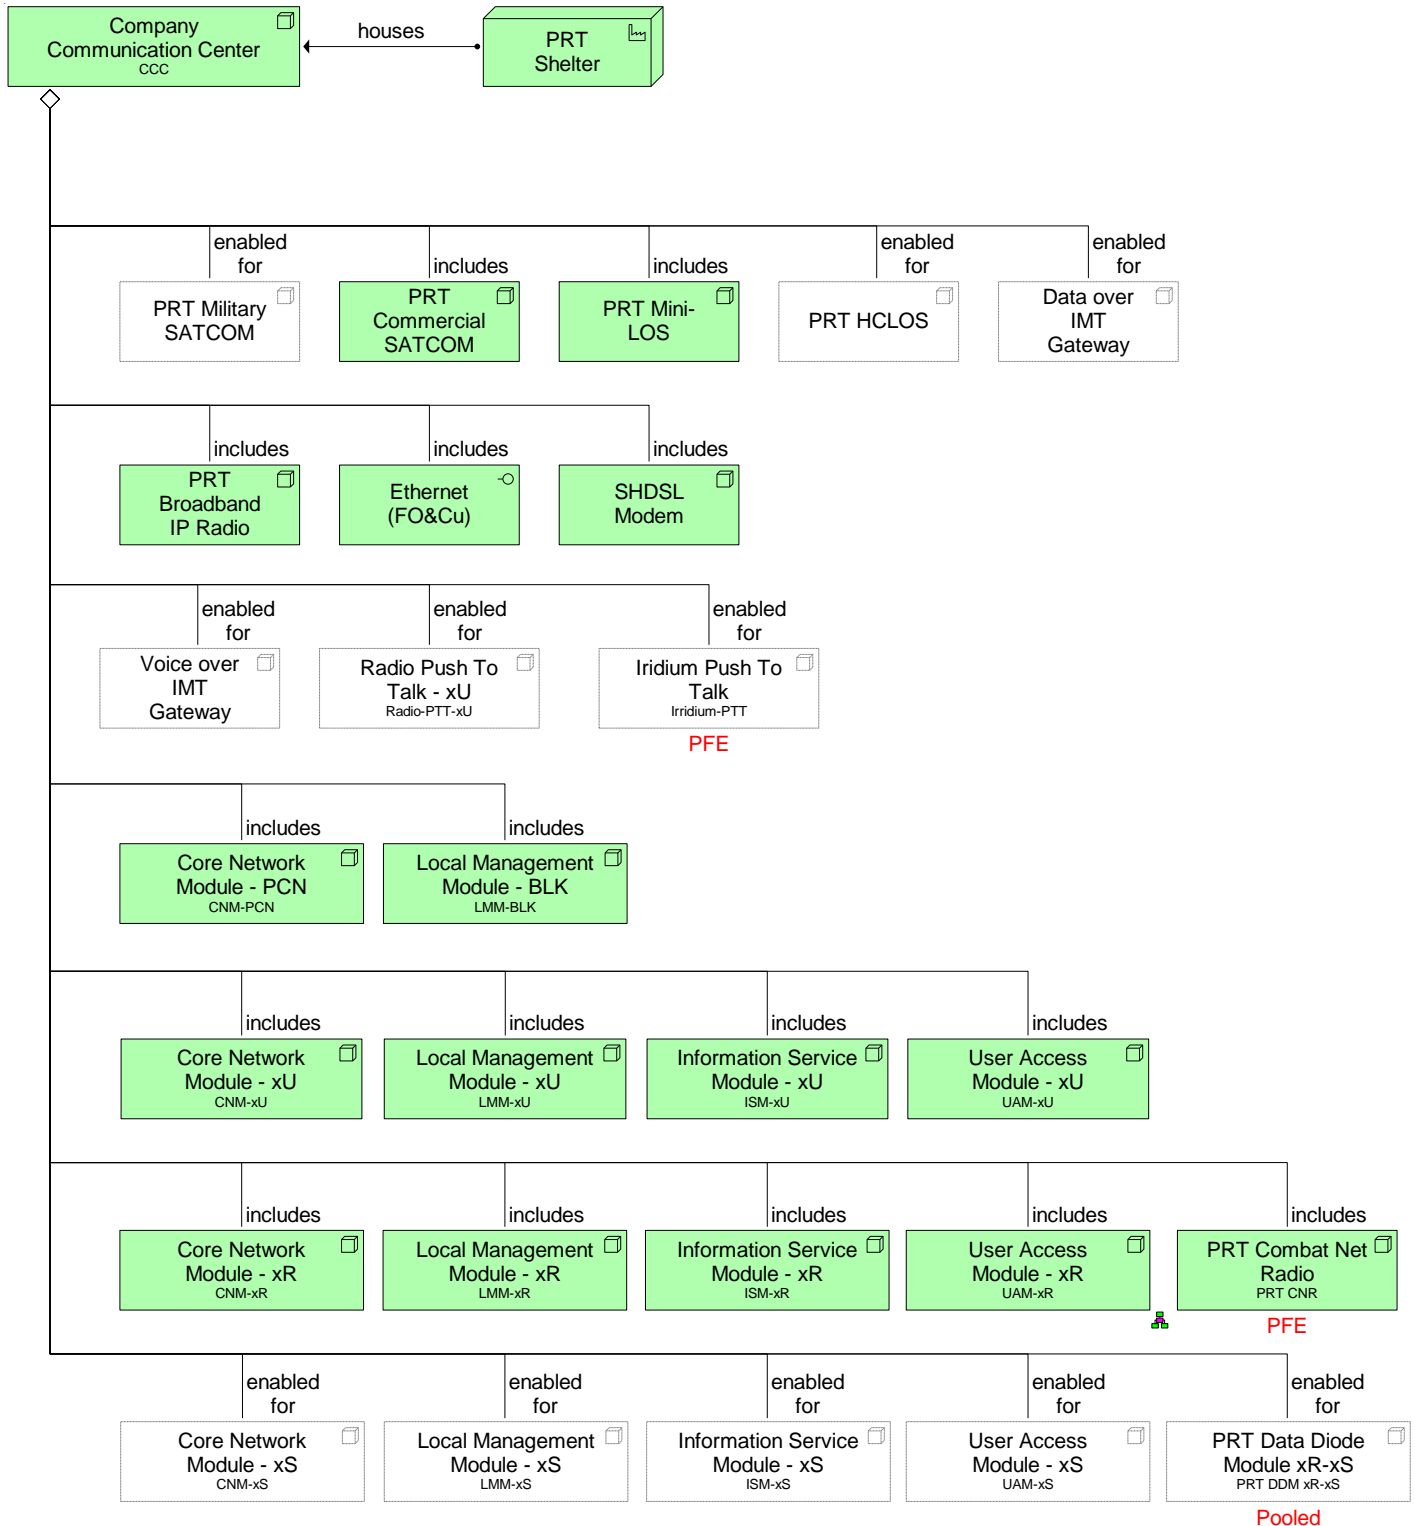 Company
Communication Center
CCC
houses
PRT
Shelter
enabled
for
includes
includes
enabled
for
enabled
for
PRT Military
SATCOM
PRT
Commercial
SATCOM
PRT Mini-
LOS
PRT HCLOS
Data over
IMT
Gateway
includes
includes
includes
PRT
Broadband
IP Radio
Ethernet
(FO&Cu)
SHDSL
Modem
enabled
for
enabled
for
enabled
for
Voice over
IMT
Gateway
Radio Push To
Talk - xU
Radio-PTT-xU
Iridium Push To
Talk
Irridium-PTT
PFE
includes
includes
Core Network
Module - PCN
CNM-PCN
Local Management
Module - BLK
LMM-BLK
includes
includes
includes
includes
Core Network
Module - xU
CNM-xU
Local Management
Module - xU
LMM-xU
Information Service
Module - xU
ISM-xU
User Access
Module - xU
UAM-xU
includes
includes
includes
includes
includes
Core Network
Module - xR
CNM-xR
Local Management
Module - xR
LMM-xR
Information Service
Module - xR
ISM-xR
User Access
Module - xR
UAM-xR
PRT Combat Net
Radio
PRT CNR
PFE
enabled
for
enabled
for
enabled
for
enabled
for
enabled
for
Core Network
Module - xS
CNM-xS
Local Management
Module - xS
LMM-xS
Information Service
Module - xS
ISM-xS
User Access
Module - xS
UAM-xS
PRT Data Diode
Module xR-xS
PRT DDM xR-xS
Pooled